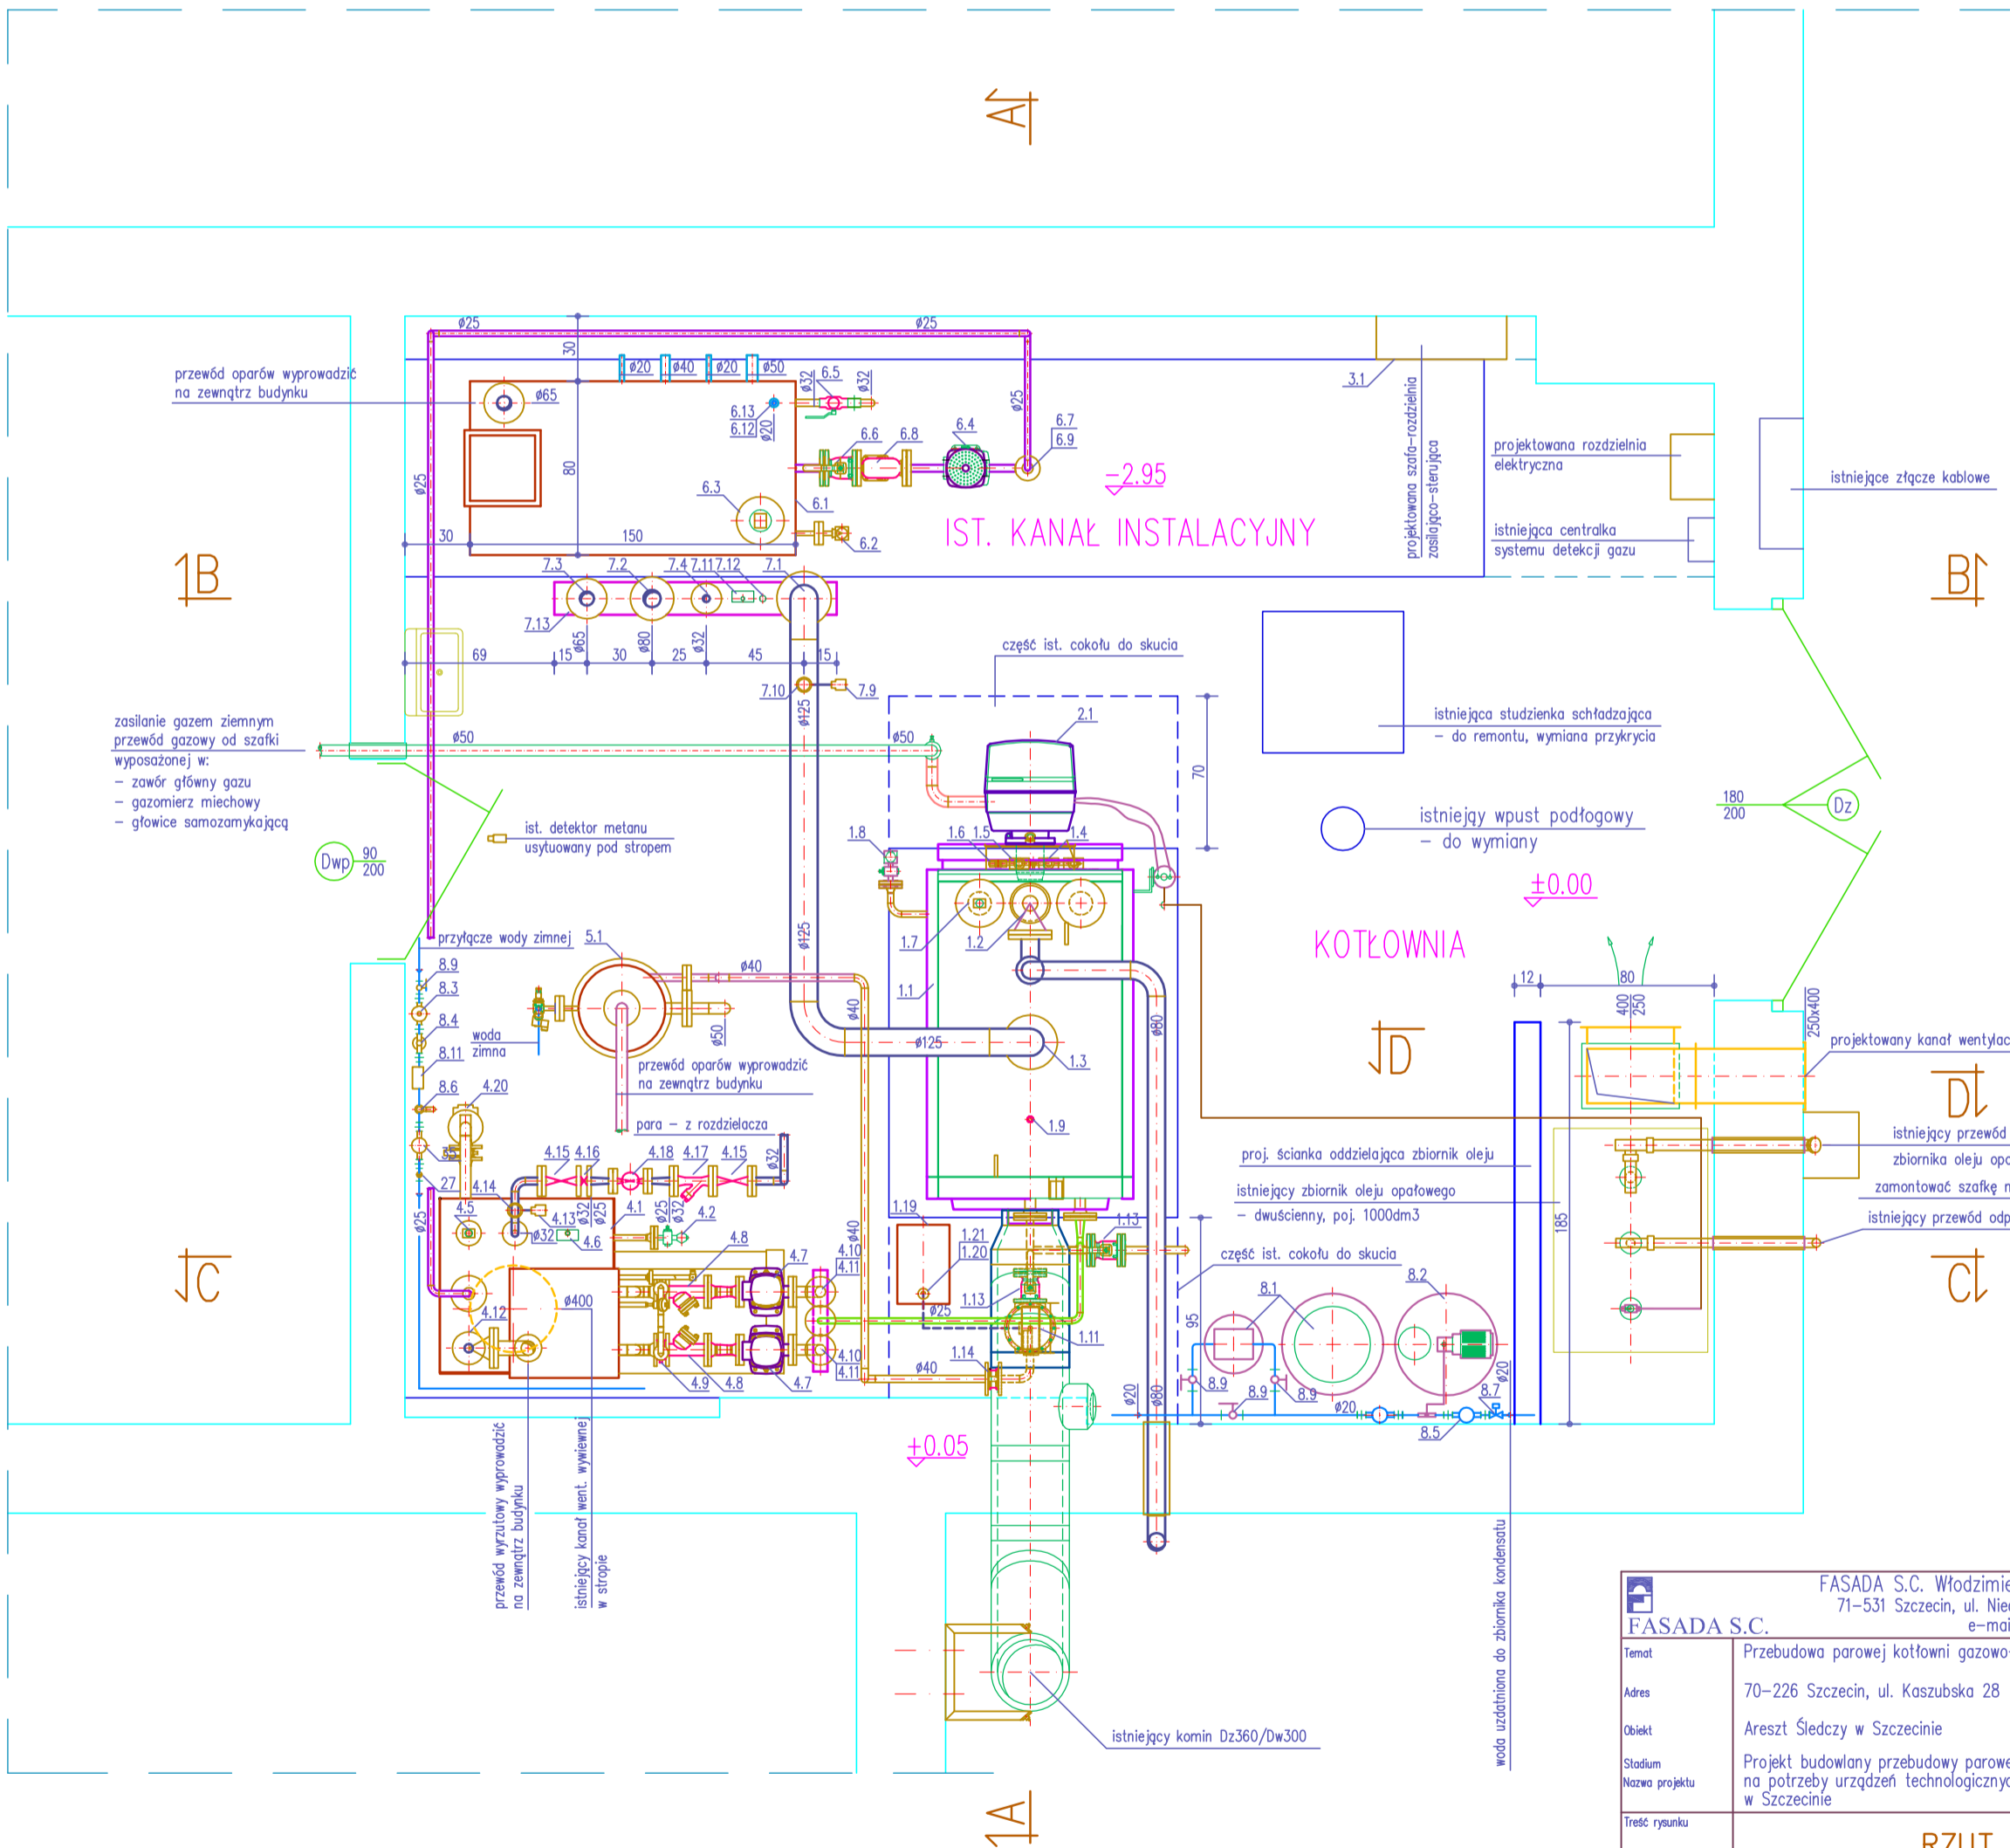 A
ø25
ø25
30
przewód oparów wyprowadzić
na zewnątrz budynku
ø20
ø40
ø20
ø50
ø65
ø32
6.5
ø32
3.1
6.13
6.12
ø20
ø25
6.4
6.7
6.9
6.6
6.8
projektowana szafa-rozdzielnia
zasilająco-sterująca
projektowana rozdzielnia
elektryczna
istniejące złącze kablowe
ø25
80
6.3
6.1
-2.95
30
150
6.2
IST. KANAŁ INSTALACYJNY
istniejąca centralka
systemu detekcji gazu
B
B
7.3
7.2
7.4
7.11
7.12
7.1
7.13
ø65
ø80
ø32
69
15
30
25
45
15
część ist. cokołu do skucia
7.10
7.9
ø125
2.1
zasilanie gazem ziemnym
przewód gazowy od szafki
wyposażonej w:
- zawór główny gazu
- gazomierz miechowy
- głowice samozamykającą
ø50
ø50
70
istniejąca studzienka schładzająca
- do remontu, wymiana przykrycia
180
200
Dz
istniejąy wpust podłogowy
- do wymiany
ist. detektor metanu
usytuowany pod stropem
Dwp
90
200
1.8
1.6
1.5
1.4
±0.00
1.7
1.2
KOTŁOWNIA
przyłącze wody zimnej
5.1
ø125
8.9
ø40
8.3
1.1
12
80
400
250
250x400
8.4
ø40
ø80
woda
zimna
ø50
ø125
1.3
D
projektowany kanał wentylac
8.11
przewód oparów wyprowadzić
na zewnątrz budynku
8.6
4.20
D
para - z rozdzielacza
1.9
istniejący przewód
zbiornika oleju opa
35
4.15
4.16
4.18
4.17
4.15
ø32
proj. ścianka oddzielająca zbiornik oleju
27
4.14
istniejący zbiornik oleju opałowego
- dwuścienny, poj. 1000dm3
zamontować szafkę n
ø25
4.5
4.13
ø32
ø25
4.1
ø25
ø32
4.2
1.19
istniejący przewód odp
185
ø32
4.6
4.8
ø40
1.21
1.20
1.13
część ist. cokołu do skucia
C
4.7
4.10
4.11
8.1
8.2
C
ø400
1.13
ø25
4.12
95
1.11
4.10
4.11
1.14
4.9
4.8
4.7
ø40
8.9
8.9
8.9
ø20
8.7
ø20
ø80
ø20
8.5
+0.05
przewód wyrzutowy wyprowadzić
na zewnątrz budynku
istniejący kanał went. wywiewnej
w stropie
woda uzdatniona do zbiornika kondensatu
istniejący komin Dz360/Dw300
A
FASADA S.C.
FASADA S.C. Włodzimie
71-531 Szczecin, ul. Nied
e-mai
Temat
Przebudowa parowej kotłowni gazowo-
Adres
70-226 Szczecin, ul. Kaszubska 28
Obiekt
Areszt Śledczy w Szczecinie
Stadium
Nazwa projektu
Projekt budowlany przebudowy parowe
na potrzeby urządzeń technologicznyc
w Szczecinie
Treść rysunku
RZUT